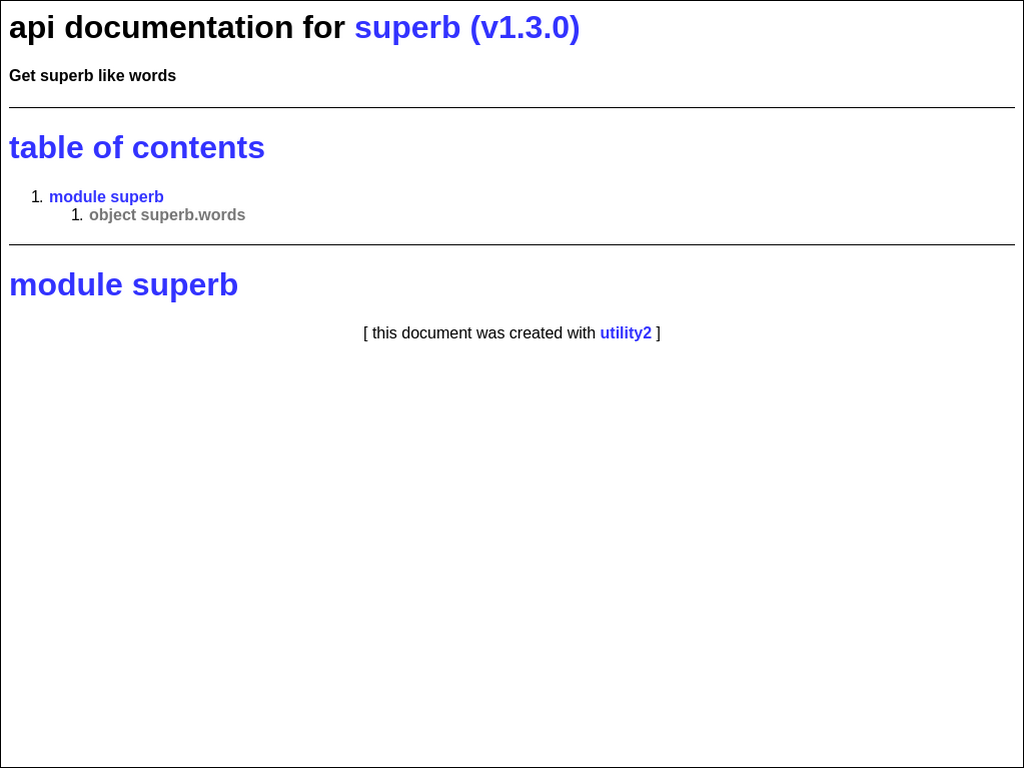 api documentation for superb (v1.3.0)
Get superb like words
table of contents
1. module superb
1. object superb.words
module superb
[ this document was created with utility2 ]